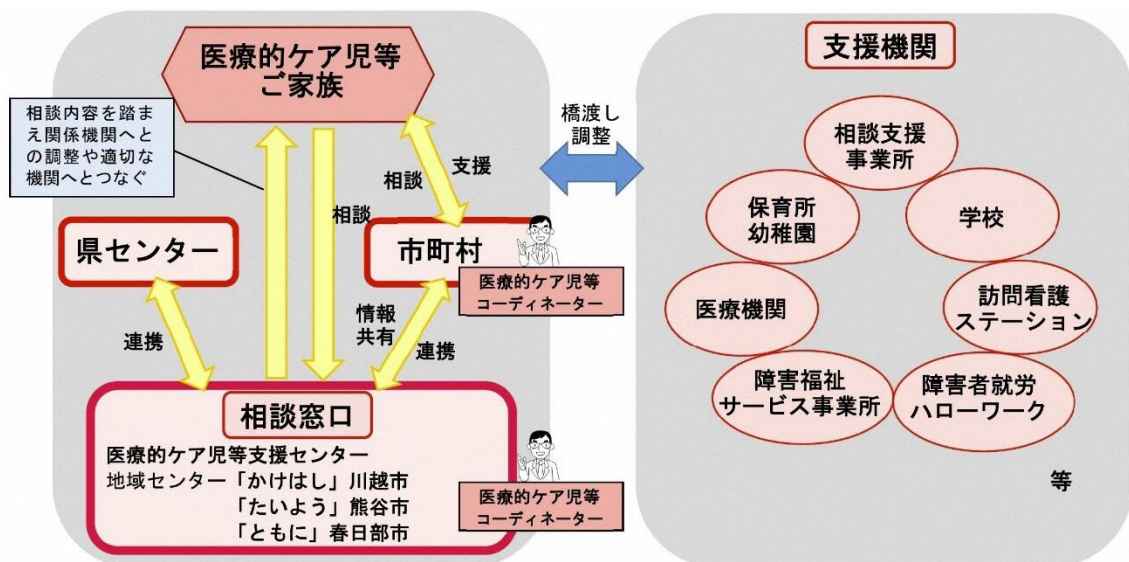 医療的ケア児等
ご家族
相談内容を踏ま
え関係機関へと
の調整や適切な
機関へとつなぐ
支援
相談
相談
県センター
市町村
医療的ケア児等
コーディネーター
連携
情報
共有
連携
相談窓口
医療的ケア児等支援センター
地域センター「かけはし」川越市
「たいよう」熊谷市
「ともに」春日部市
医療的ケア児等
コーディネーター
橋渡し
調整
支援機関
相談支援
事業所
保育所
幼稚園
学校
医療機関
訪問看護
ステーション
障害福祉
サービス事業所
障害者就労
ハローワーク
等